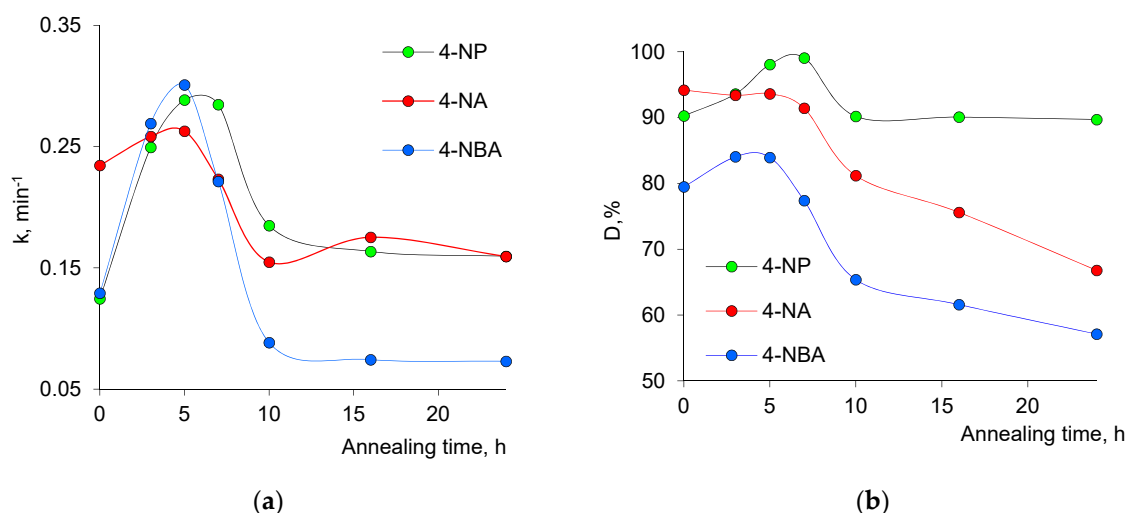 0.35
0.25
0.15
0.05
k, min-1
0
5
10
15
20
Annealing time, h
4-NP
4-NA
4-NBA
(a)
100
90
80
70
60
50
D,%
0
5
10
15
20
Annealing time, h
4-NP
4-NA
4-NBA
(b)